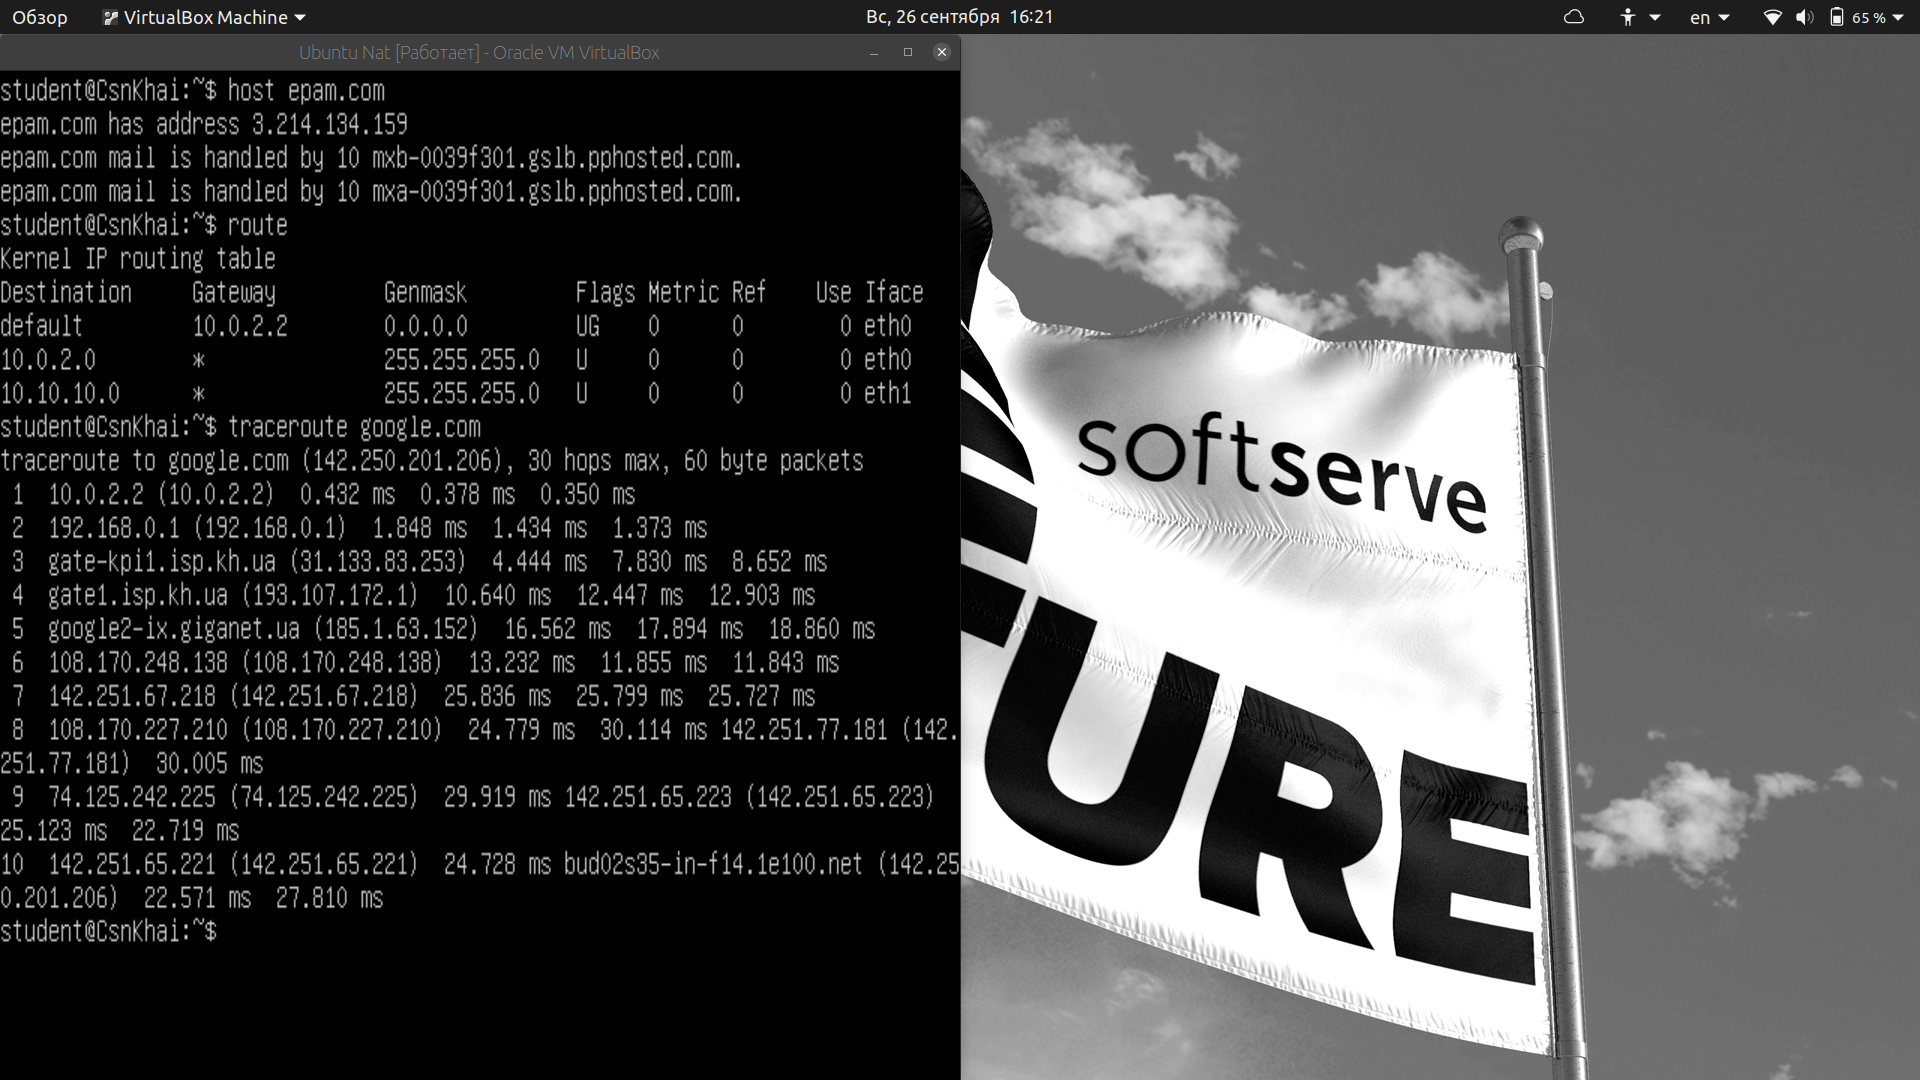 Обзор
VirtualBox Machine
Вс, 26 сентября 16:21
en
65 %
Ubuntu Nat [Работает] - Oracle VM VirtualBox
student@CsnKhai:~$ host epam.com
epam.com has address 3.214.134.159
epam.com mail is handled by 10 mxb-0039f301.gslb.pphosted.com.
epam.com mail is handled by 10 mxa-0039f301.gslb.pphosted.com.
student@CsnKhai:~$ route
Kernel IP routing table
Destination Gateway Genmask Flags Metric Ref Use Iface
default 10.0.2.2 0.0.0.0 UG 0 0 0 eth0
10.0.2.0 * 255.255.255.0 U 0 0 0 eth0
10.10.10.0 * 255.255.255.0 U 0 0 0 eth1
student@CsnKhai:~$ traceroute google.com
traceroute to google.com (142.250.201.206), 30 hops max, 60 byte packets
1 10.0.2.2 (10.0.2.2) 0.432 ms 0.378 ms 0.350 ms
2 192.168.0.1 (192.168.0.1) 1.848 ms 1.434 ms 1.373 ms
3 gate-kpi1.isp.kh.ua (31.133.83.253) 4.444 ms 7.830 ms 8.652 ms
4 gate1.isp.kh.ua (193.107.172.1) 10.640 ms 12.447 ms 12.903 ms
5 google2-ix.giganet.ua (185.1.63.152) 16.562 ms 17.894 ms 18.860 ms
6 108.170.248.138 (108.170.248.138) 13.232 ms 11.855 ms 11.843 ms
7 142.251.67.218 (142.251.67.218) 25.836 ms 25.799 ms 25.727 ms
8 108.170.227.210 (108.170.227.210) 24.779 ms 30.114 ms 142.251.77.181 (142.
251.77.181) 30.005 ms
9 74.125.242.225 (74.125.242.225) 29.919 ms 142.251.65.223 (142.251.65.223)
25.123 ms 22.719 ms
10 142.251.65.221 (142.251.65.221) 24.728 ms bud02s35-in-f14.1e100.net (142.25
0.201.206) 22.571 ms 27.810 ms
student@CsnKhai:~$
softserve
URE